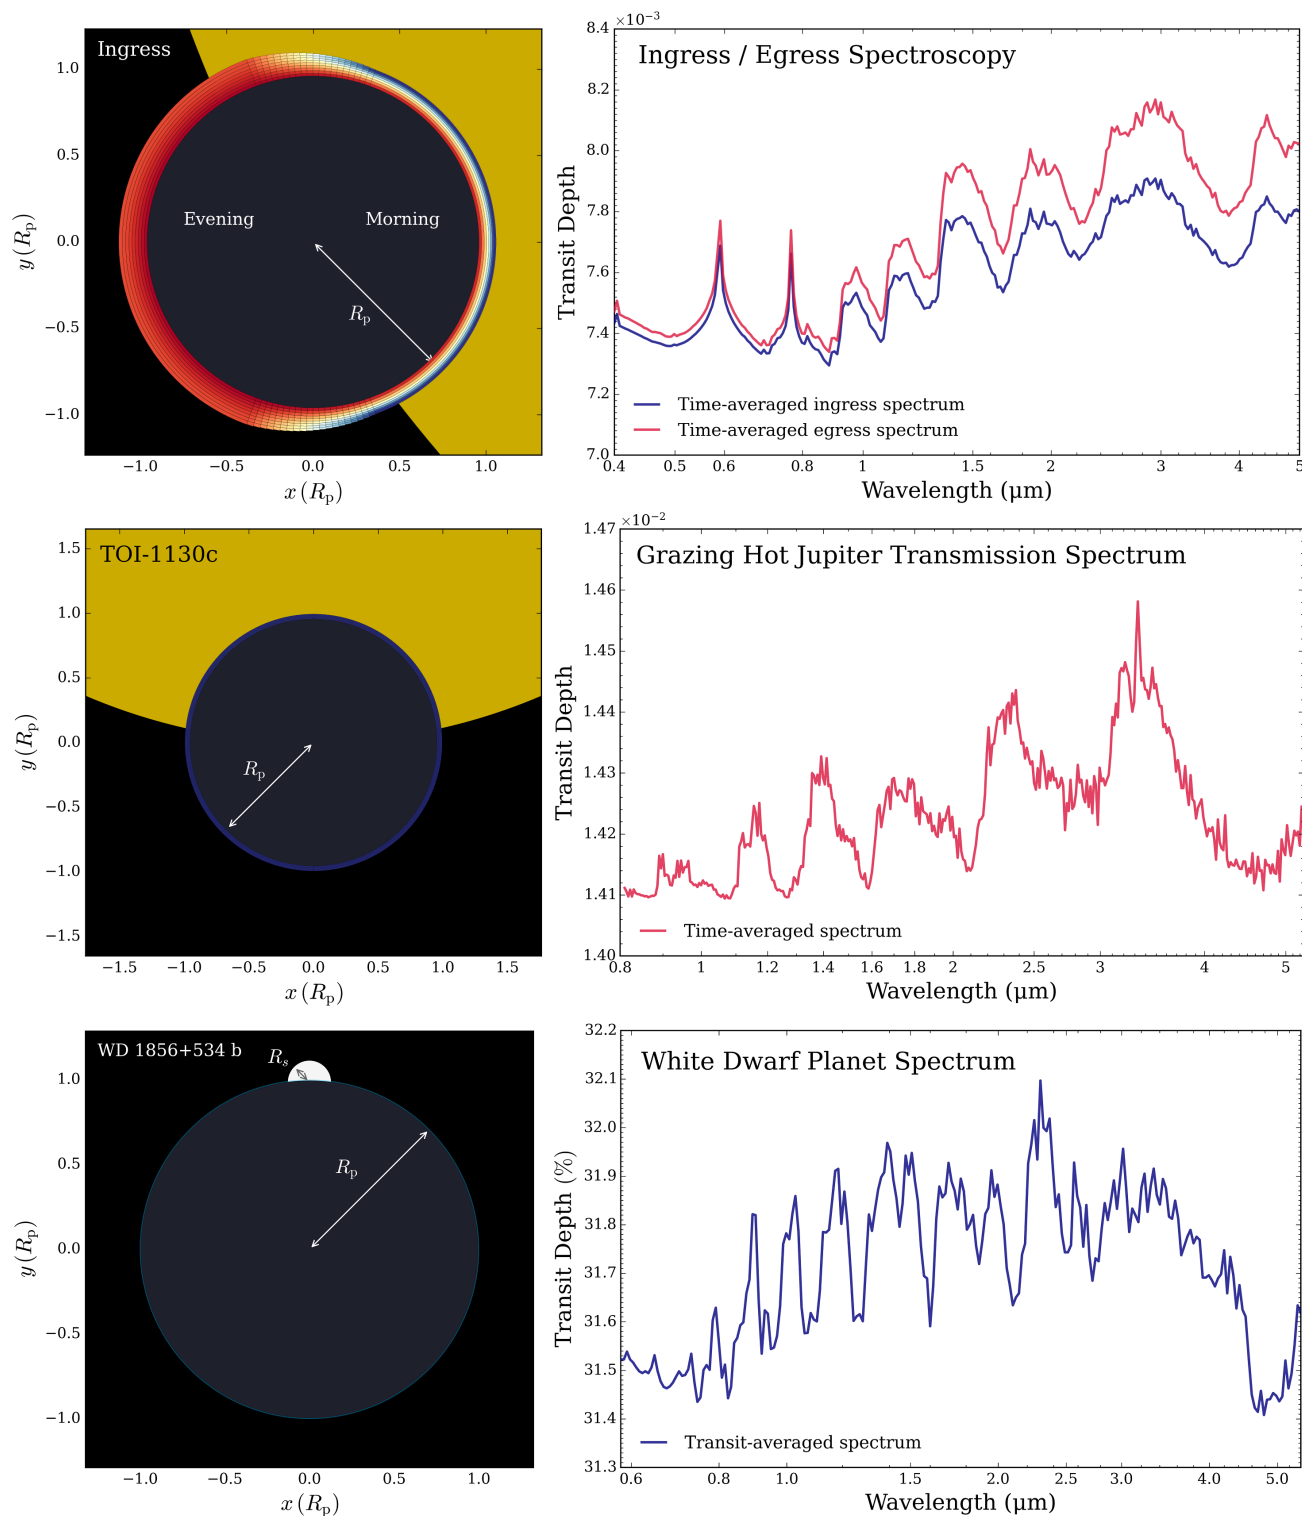 Ingress
1.0
0.5
0.0
−0.5
−1.0
y (Rp)
Evening
Morning
Rp
−1.0 −0.5 0.0 0.5 1.0
x (Rp)
×10−3
Ingress / Egress Spectroscopy
8.4
8.2
8.0
7.8
7.6
7.4
7.2
7.0
Transit Depth
Time-averaged ingress spectrum
Time-averaged egress spectrum
0.4 0.5 0.6 0.8 1 1.5 2 3 4 5
Wavelength (μm)
TOI-1130c
1.5
1.0
0.5
0.0
−0.5
−1.0
−1.5
y (Rp)
Rp
−1.5 −1.0 −0.5 0.0 0.5 1.0 1.5
x (Rp)
×10−2
Grazing Hot Jupiter Transmission Spectrum
1.47
1.46
1.45
1.44
1.43
1.42
1.41
1.40
Transit Depth
Time-averaged spectrum
0.8 1 1.2 1.4 1.6 1.8 2 2.5 3 4 5
Wavelength (μm)
WD 1856+534 b
Rs
1.0
0.5
0.0
−0.5
−1.0
y (Rp)
Rp
−1.0 −0.5 0.0 0.5 1.0
x (Rp)
White Dwarf Planet Spectrum
32.2
32.1
32.0
31.9
31.8
31.7
31.6
31.5
31.4
31.3
Transit Depth (%)
Transit-averaged spectrum
0.6 0.8 1.0 1.5 2.0 2.5 3.0 4.0 5.0
Wavelength (μm)